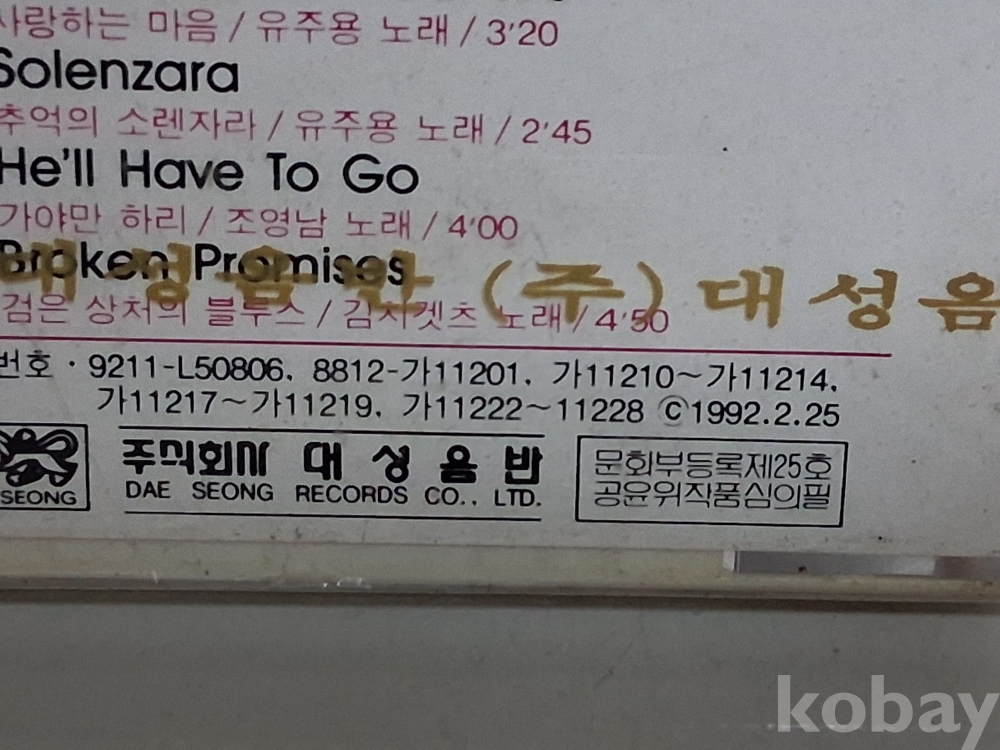 사랑하는 마음 / 유주용 노래 / 3'20
Solenzara
추억의 소렌자라 / 유주용 노래 / 2'45
He'll Have To Go
가야만 하리 / 조영남 노래 / 4'00
Broken Promises
대성음반 (주) 대성음
검은 상처의 블루스 / 김치켓츠 노래 / 4'50
번호 · 9211-L50806. 8812-가11201. 가11210~가11214.
가11217~가11219. 가11222~11228 ©1992.2.25
SEONG
주식회사 대성음반
DAE SEONG RECORDS CO., LTD.
문화부등록제25호
공윤위작품심의필
kobay